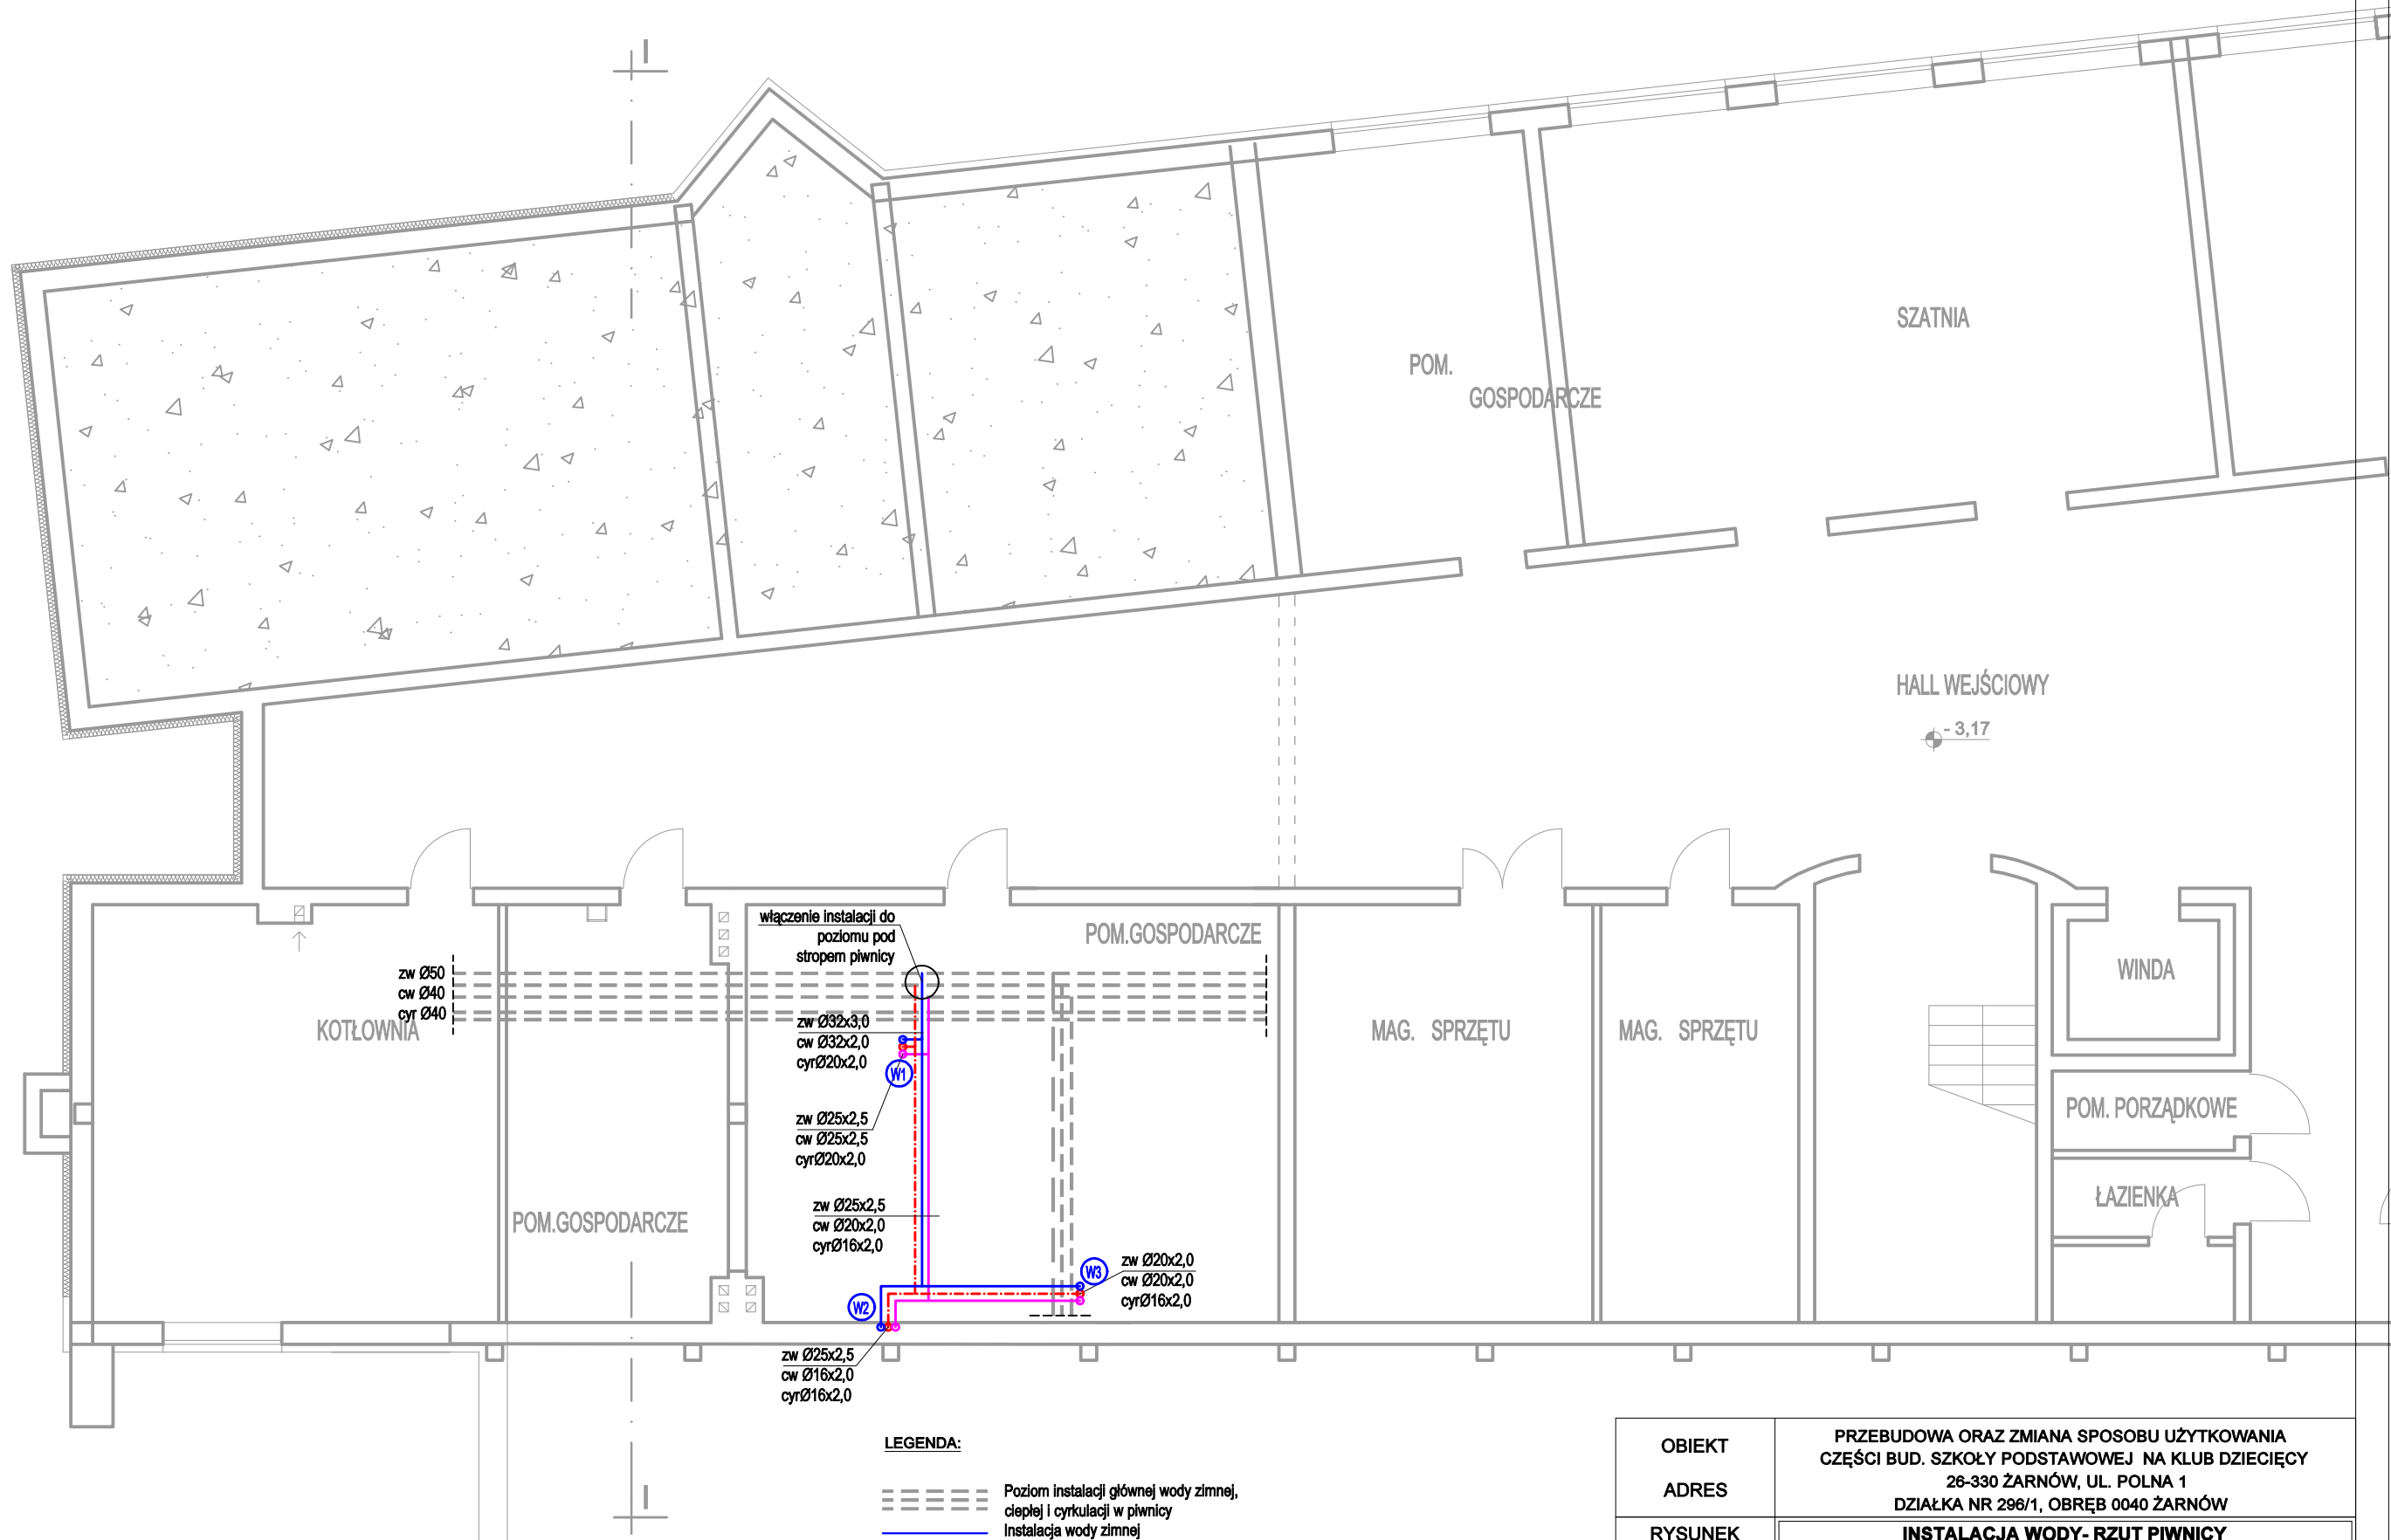 I
SZATNIA
POM.
GOSPODARCZE
HALL WEJŚCIOWY
- 3,17
włączenie instalacji do
poziomu pod
stropem piwnicy
POM.GOSPODARCZE
zw Ø50
cw Ø40
cyr Ø40
KOTŁOWNIA
zw Ø32x3,0
cw Ø32x2,0
cyrØ20x2,0
W1
MAG. SPRZĘTU
MAG. SPRZĘTU
WINDA
POM. PORZĄDKOWE
ŁAZIENKA
zw Ø25x2,5
cw Ø25x2,5
cyrØ20x2,0
POM.GOSPODARCZE
zw Ø25x2,5
cw Ø20x2,0
cyrØ16x2,0
W3
zw Ø20x2,0
cw Ø20x2,0
cyrØ16x2,0
W2
zw Ø25x2,5
cw Ø16x2,0
cyrØ16x2,0
I
LEGENDA:
Poziom instalacji głównej wody zimnej,
ciepłej i cyrkulacji w piwnicy
Instalacja wody zimnej
OBIEKT
ADRES
PRZEBUDOWA ORAZ ZMIANA SPOSOBU UŻYTKOWANIA
CZĘŚCI BUD. SZKOŁY PODSTAWOWEJ NA KLUB DZIECIĘCY
26-330 ŻARNÓW, UL. POLNA 1
DZIAŁKA NR 296/1, OBRĘB 0040 ŻARNÓW
RYSUNEK
INSTALACJA WODY- RZUT PIWNICY